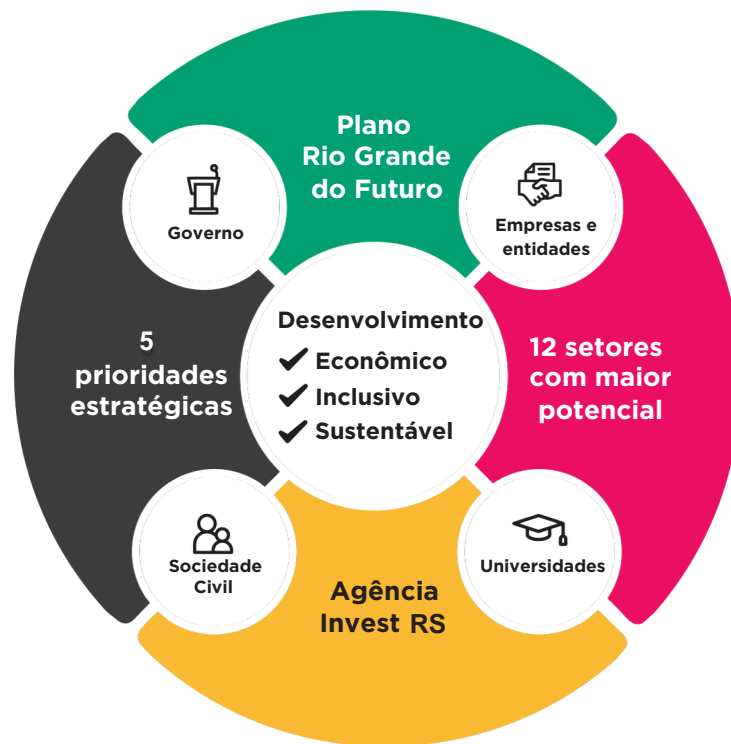 Plano
Rio Grande
do Futuro
Governo
Empresas e
entidades
Desenvolvimento
Econômico
Inclusivo
Sustentável
5
prioridades
estratégicas
12 setores
com maior
potencial
Sociedade
Civil
Universidades
Agência
Invest RS